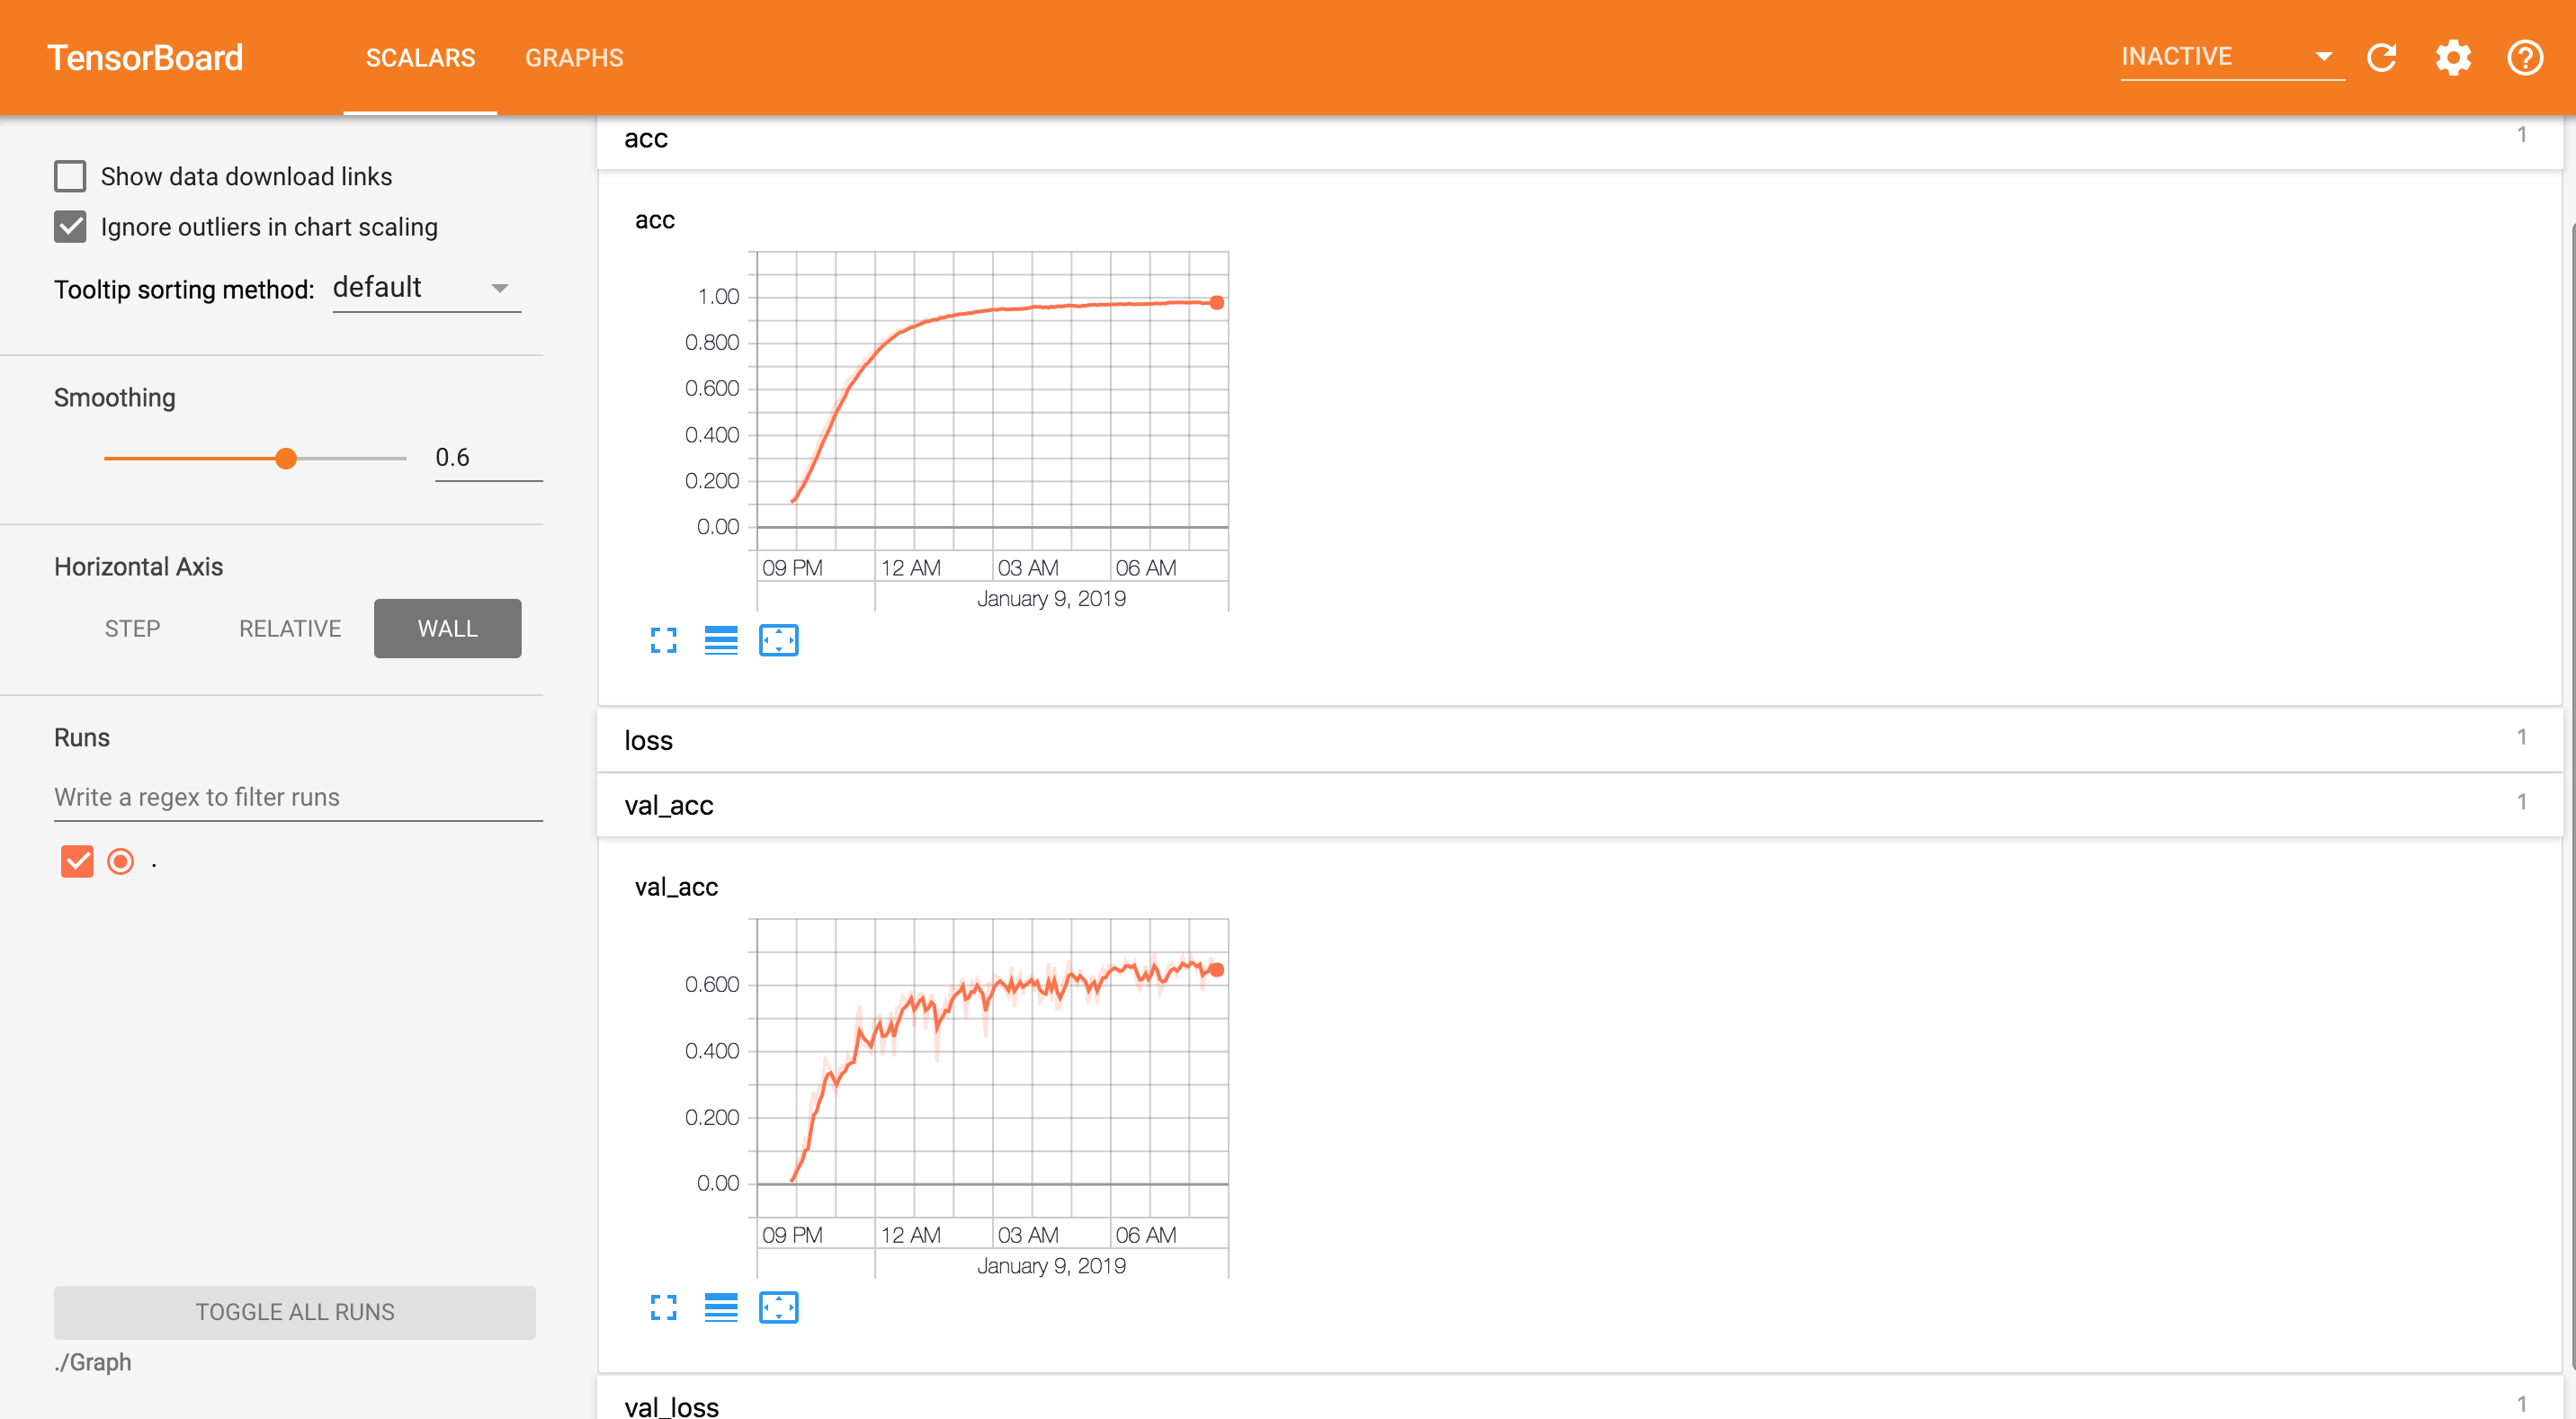 TensorBoard SCALARS GRAPHS INACTIVE
Show data download links
Ignore outliers in chart scaling
Tooltip sorting method: default
Smoothing
0.6
Horizontal Axis
STEP RELATIVE WALL
Runs
Write a regex to filter runs
.
TOGGLE ALL RUNS
./Graph
acc 1
acc
1.00
0.800
0.600
0.400
0.200
0.00
09 PM 12 AM 03 AM 06 AM
January 9, 2019
loss 1
val_acc 1
val_acc
0.600
0.400
0.200
0.00
09 PM 12 AM 03 AM 06 AM
January 9, 2019
val_loss 1